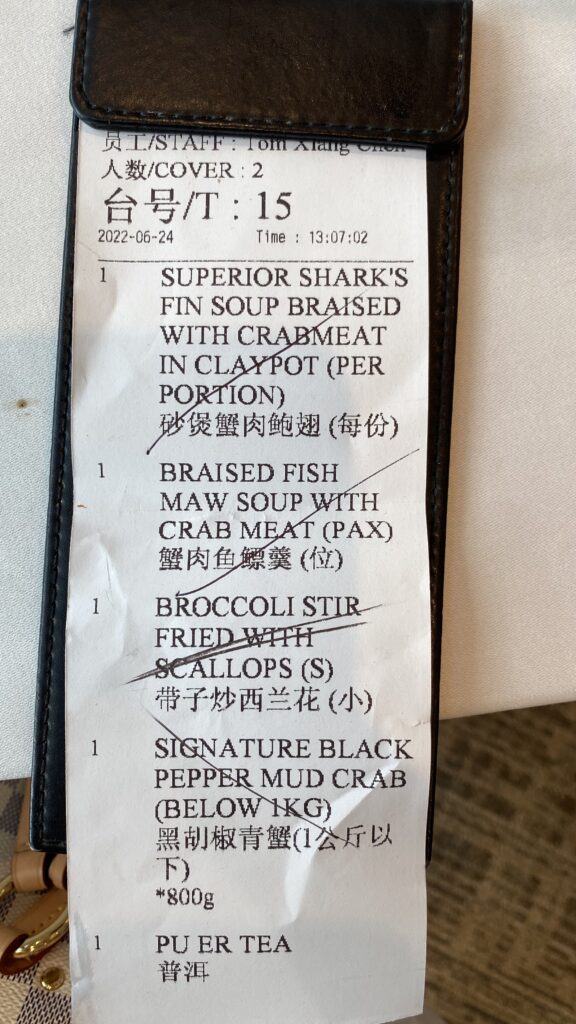 员工/STAFF : Tom Xiang Chen
人数/COVER : 2
台号/T : 15
2022-06-24 Time : 13:07:02
1 SUPERIOR SHARK'S
FIN SOUP BRAISED
WITH CRABMEAT
IN CLAYPOT (PER
PORTION)
砂煲蟹肉鲍翅 (每份)
1 BRAISED FISH
MAW SOUP WITH
CRAB MEAT (PAX)
蟹肉鱼鳔羹 (位)
1 BROCCOLI STIR
FRIED WITH
SCALLOPS (S)
带子炒西兰花 (小)
1 SIGNATURE BLACK
PEPPER MUD CRAB
(BELOW 1KG)
黑胡椒青蟹(1公斤以
下)
*800g
1 PU ER TEA
普洱